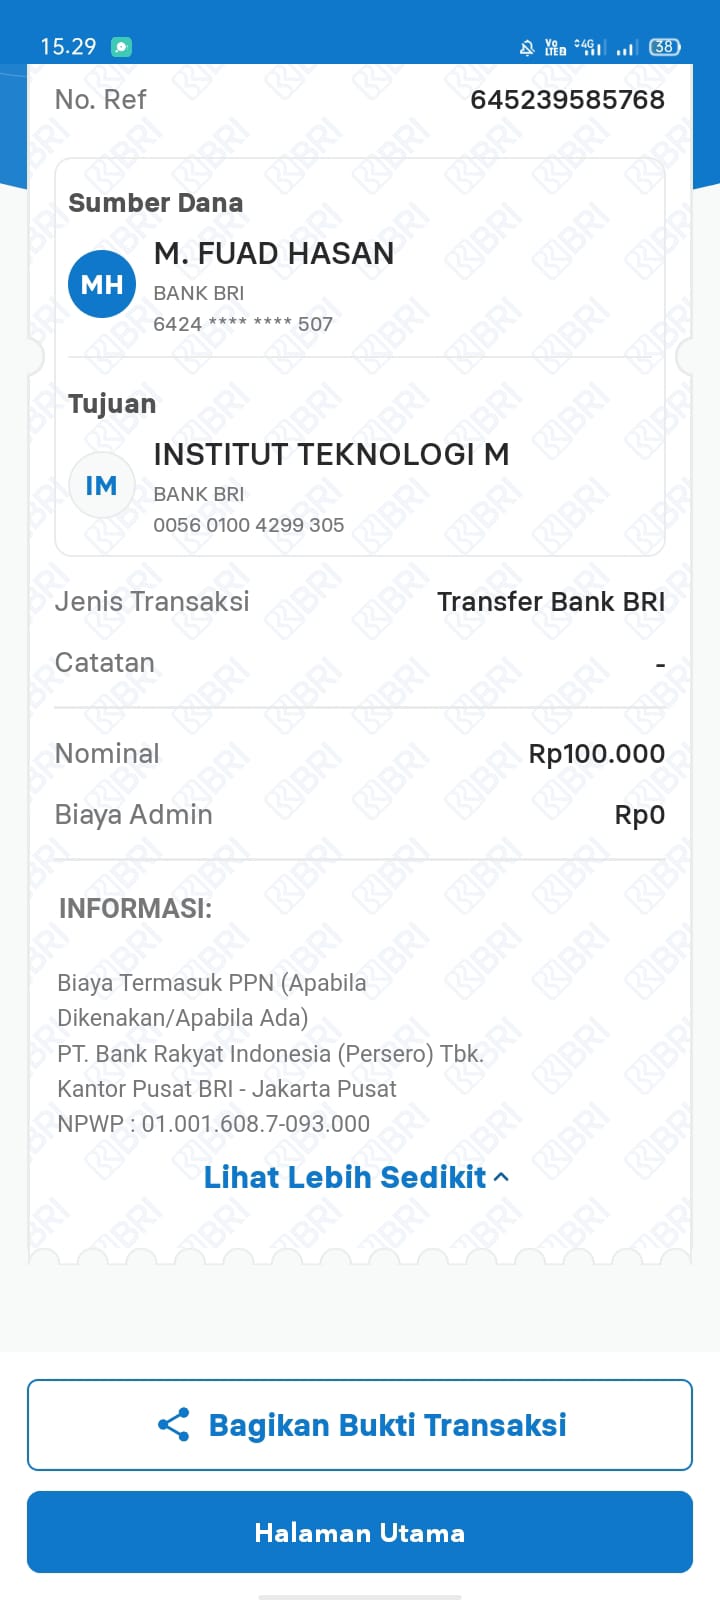 15.29
Vo LTE2 4G 38
No. Ref 645239585768
Sumber Dana
MH
M. FUAD HASAN
BANK BRI
6424 **** **** 507
Tujuan
IM
INSTITUT TEKNOLOGI M
BANK BRI
0056 0100 4299 305
Jenis Transaksi Transfer Bank BRI
Catatan -
Nominal Rp100.000
Biaya Admin Rp0
INFORMASI:
Biaya Termasuk PPN (Apabila
Dikenakan/Apabila Ada)
PT. Bank Rakyat Indonesia (Persero) Tbk.
Kantor Pusat BRI - Jakarta Pusat
NPWP : 01.001.608.7-093.000
Lihat Lebih Sedikit
Bagikan Bukti Transaksi
Halaman Utama